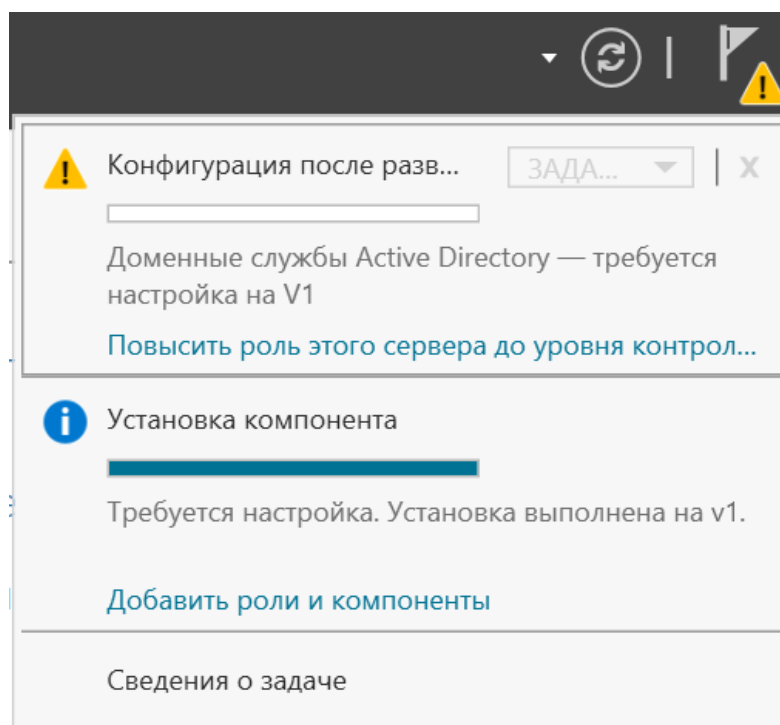 Конфигурация после разв...
ЗАДА...
X
Доменные службы Active Directory — требуется
настройка на V1
Повысить роль этого сервера до уровня контрол...
Установка компонента
Требуется настройка. Установка выполнена на v1.
Добавить роли и компоненты
Сведения о задаче